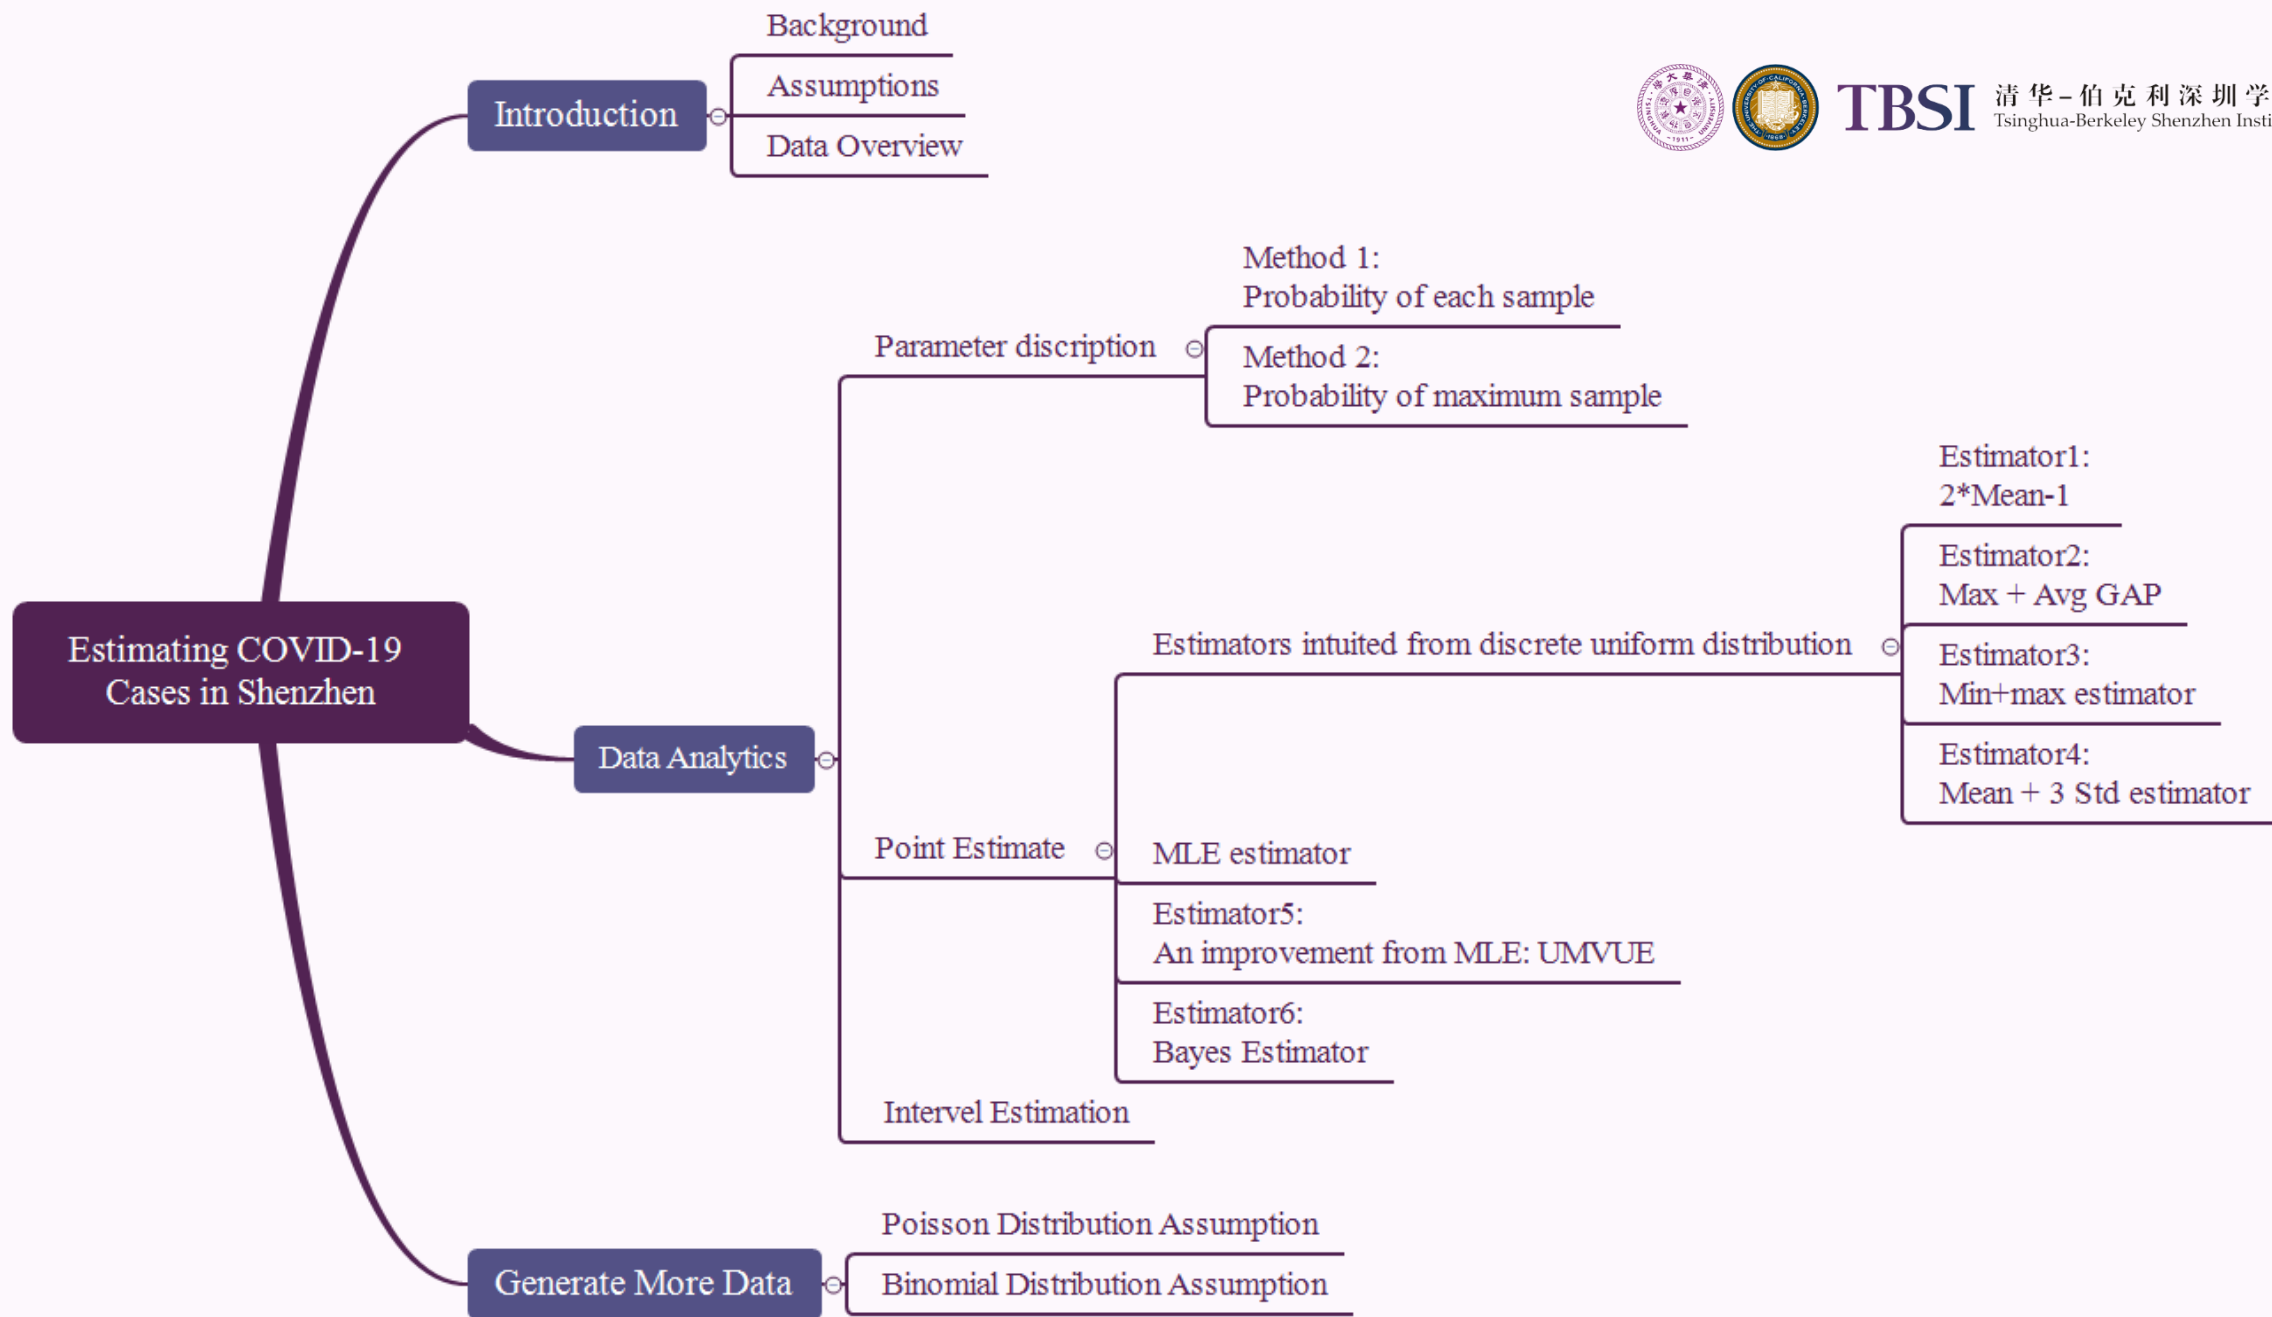 Background
Assumptions
Data Overview
Introduction
TBSI
清华-伯克利深圳学
Tsinghua-Berkeley Shenzhen Insti
Method 1:
Probability of each sample
Parameter discription
Method 2:
Probability of maximum sample
Estimator1:
2*Mean-1
Estimator2:
Max + Avg GAP
Estimators intuited from discrete uniform distribution
Estimator3:
Min+max estimator
Estimator4:
Mean + 3 Std estimator
Estimating COVID-19
Cases in Shenzhen
Data Analytics
Point Estimate
MLE estimator
Estimator5:
An improvement from MLE: UMVUE
Estimator6:
Bayes Estimator
Intervel Estimation
Poisson Distribution Assumption
Generate More Data
Binomial Distribution Assumption